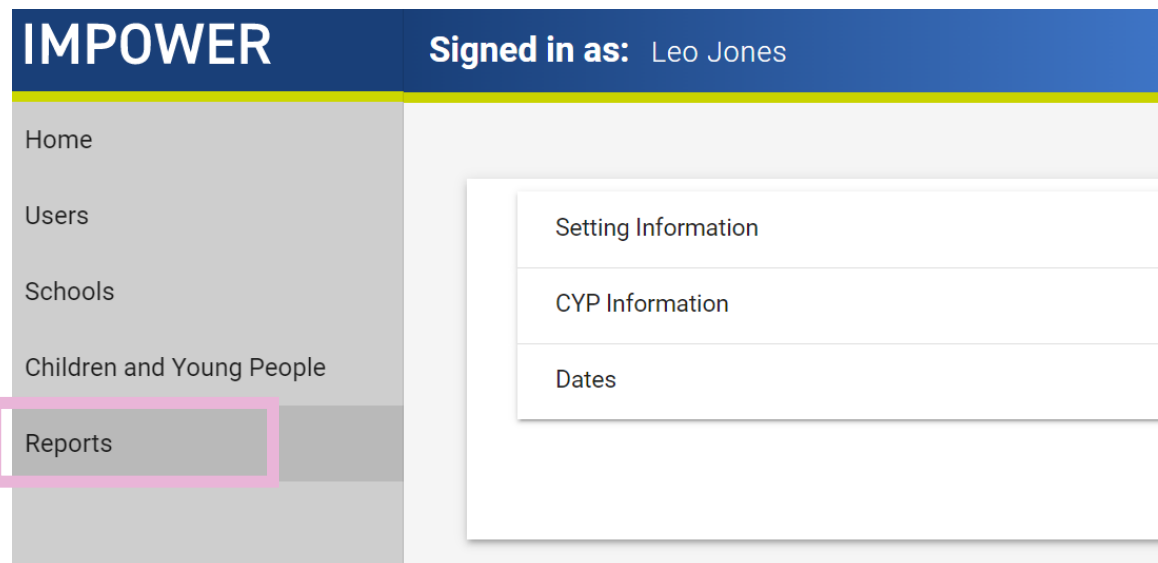 IMPOWER
Signed in as: Leo Jones
Home
Users
Schools
Children and Young People
Reports
Setting Information
CYP Information
Dates